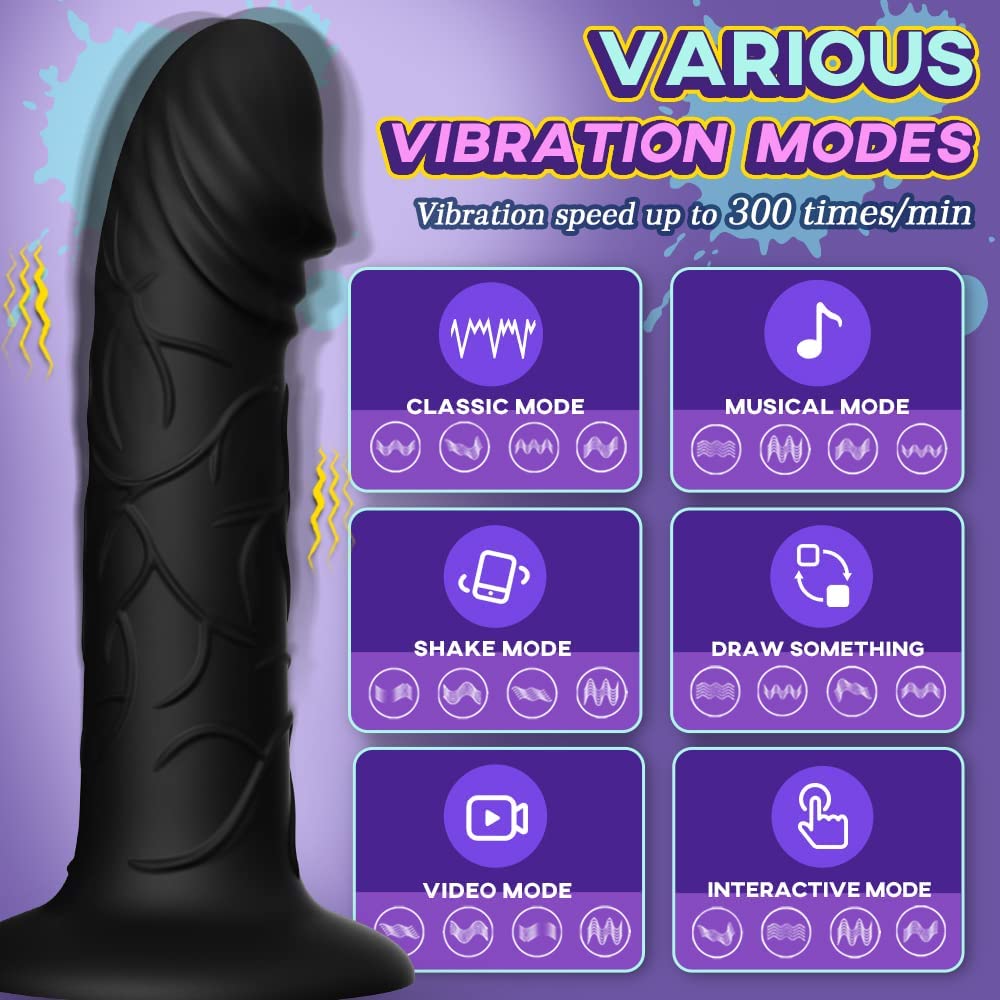 VARIOUS
VIBRATION MODES
Vibration speed up to 300 times/min
CLASSIC MODE
MUSICAL MODE
SHAKE MODE
DRAW SOMETHING
VIDEO MODE
INTERACTIVE MODE